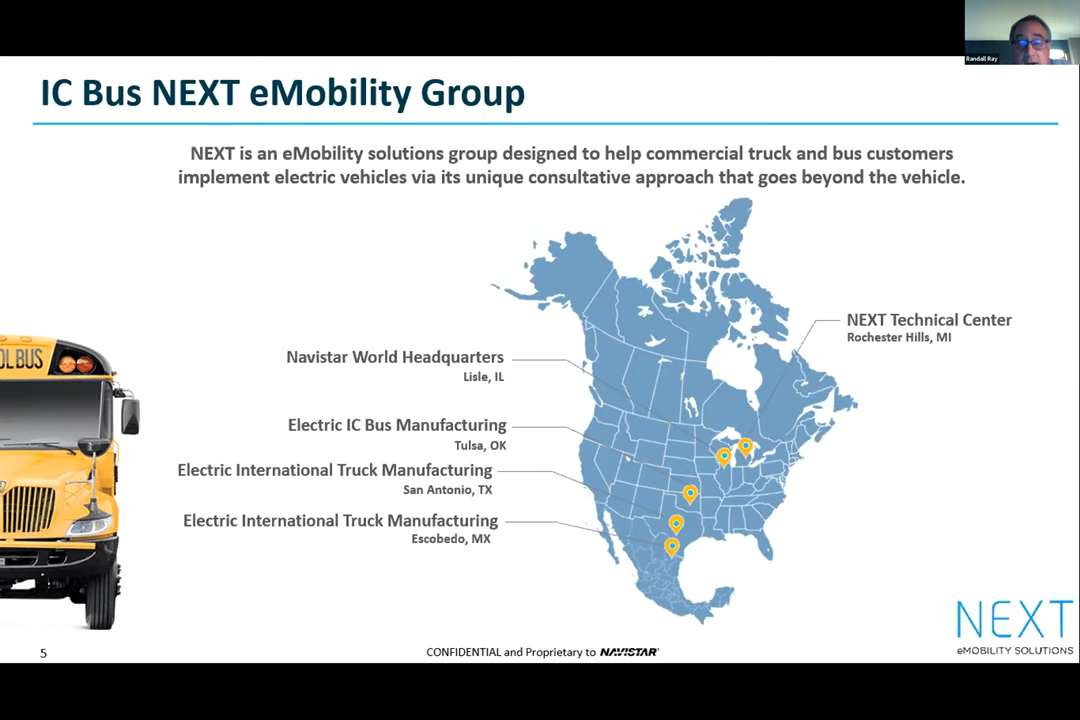 Randall Ray
IC Bus NEXT eMobility Group
NEXT is an eMobility solutions group designed to help commercial truck and bus customers
implement electric vehicles via its unique consultative approach that goes beyond the vehicle.
NEXT Technical Center
Rochester Hills, MI
Navistar World Headquarters
Lisle, IL
Electric IC Bus Manufacturing
Tulsa, OK
Electric International Truck Manufacturing
San Antonio, TX
Electric International Truck Manufacturing
Escobedo, MX
OL BUS
NEXT
eMOBILITY SOLUTIONS
5
CONFIDENTIAL and Proprietary to NAVISTAR®